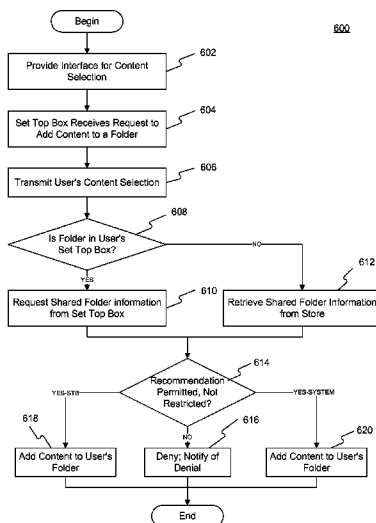 Begin
600
602
Provide Interface for Content
Selection
604
Set Top Box Receives Request to
Add Content to a Folder
606
Transmit User's Content Selection
608
Is Folder in User's
Set Top Box?
NO
YES
612
Request Shared Folder information
from Set Top Box
610
Retrieve Shared Folder Information
from Store
614
Recommendation
Permitted, Not
Restricted?
YES-STB
YES-SYSTEM
618
NO
616
620
Add Content to User's
Folder
Deny; Notify of
Denial
Add Content to User's
Folder
End